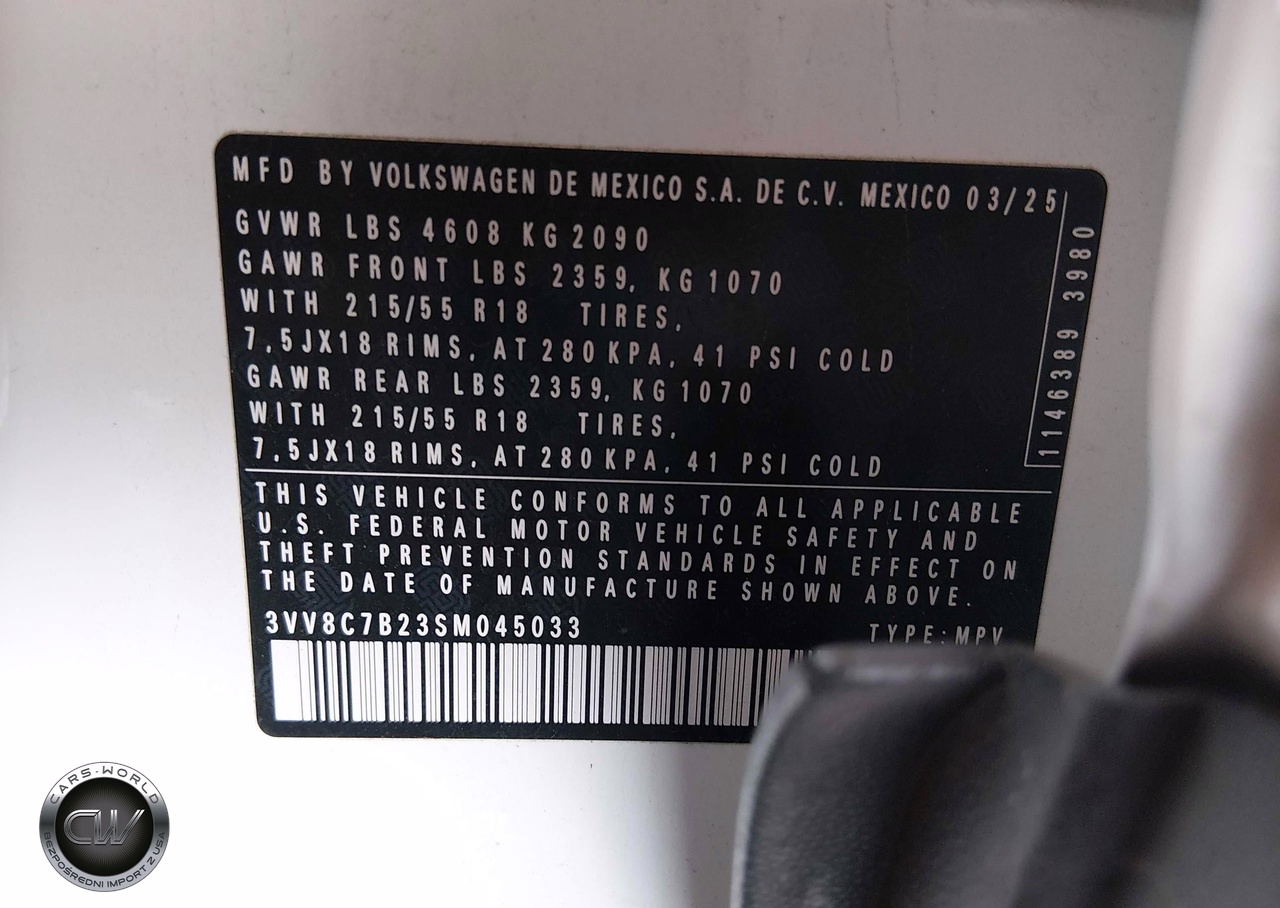 MFD BY VOLKSWAGEN DE MEXICO S.A. DE C.V. MEXICO 03/25
GVWR LBS 4608 KG 2090
GAWR FRONT LBS 2359, KG 1070
WITH 215/55 R18 TIRES,
7,5JX18 RIMS, AT 280 KPA, 41 PSI COLD
GAWR REAR LBS 2359, KG 1070
WITH 215/55 R18 TIRES,
7,5JX18 RIMS, AT 280 KPA, 41 PSI COLD
1146389 3980
THIS VEHICLE CONFORMS TO ALL APPLICABLE
U.S. FEDERAL MOTOR VEHICLE SAFETY AND
THEFT PREVENTION STANDARDS IN EFFECT ON
THE DATE OF MANUFACTURE SHOWN ABOVE.
3VV8C7B23SM045033 TYPE: MPV
CARS-WORLD
CW
BEZPOŚREDNI IMPORT Z USA